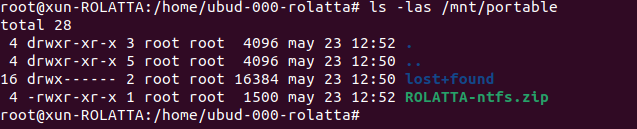 root@xun-ROLATTA:/home/ubud-000-rolatta# ls -las /mnt/portable
total 28
 4 drwxr-xr-x 3 root root  4096 may 23 12:52 .
 4 drwxr-xr-x 5 root root  4096 may 23 12:50 ..
16 drwx------ 2 root root 16384 may 23 12:50 lost+found
 4 -rwxr-xr-x 1 root root  1500 may 23 12:52 ROLATTA-ntfs.zip
root@xun-ROLATTA:/home/ubud-000-rolatta#